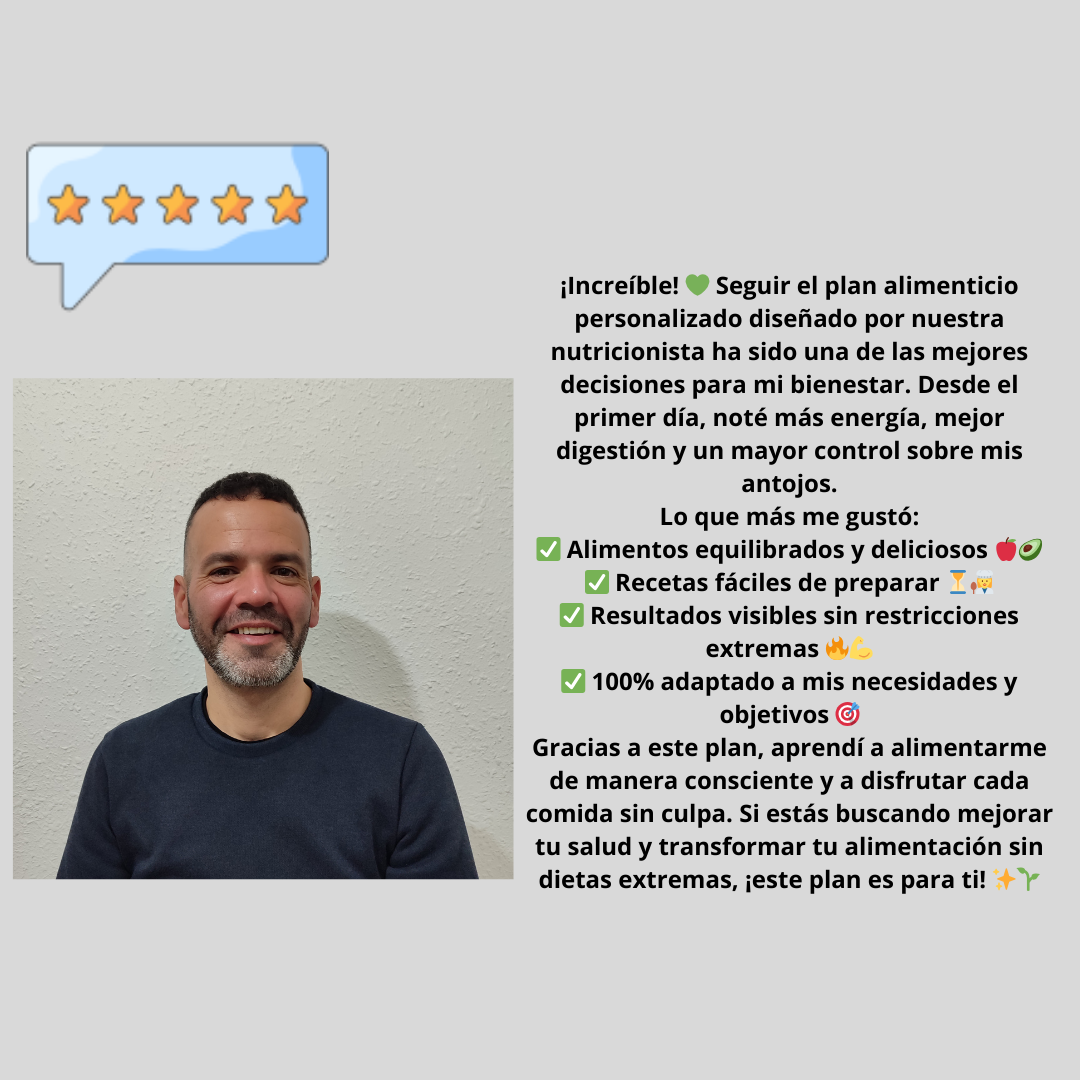 ¡Increíble! 💚 Seguir el plan alimenticio
personalizado diseñado por nuestra
nutricionista ha sido una de las mejores
decisiones para mi bienestar. Desde el
primer día, noté más energía, mejor
digestión y un mayor control sobre mis
antojos.
Lo que más me gustó:
✅ Alimentos equilibrados y deliciosos 🍎🥑
✅ Recetas fáciles de preparar ⏳👩‍🍳
✅ Resultados visibles sin restricciones
extremas 🔥💪
✅ 100% adaptado a mis necesidades y
objetivos 🎯
Gracias a este plan, aprendí a alimentarme
de manera consciente y a disfrutar cada
comida sin culpa. Si estás buscando mejorar
tu salud y transformar tu alimentación sin
dietas extremas, ¡este plan es para ti! ✨🌱